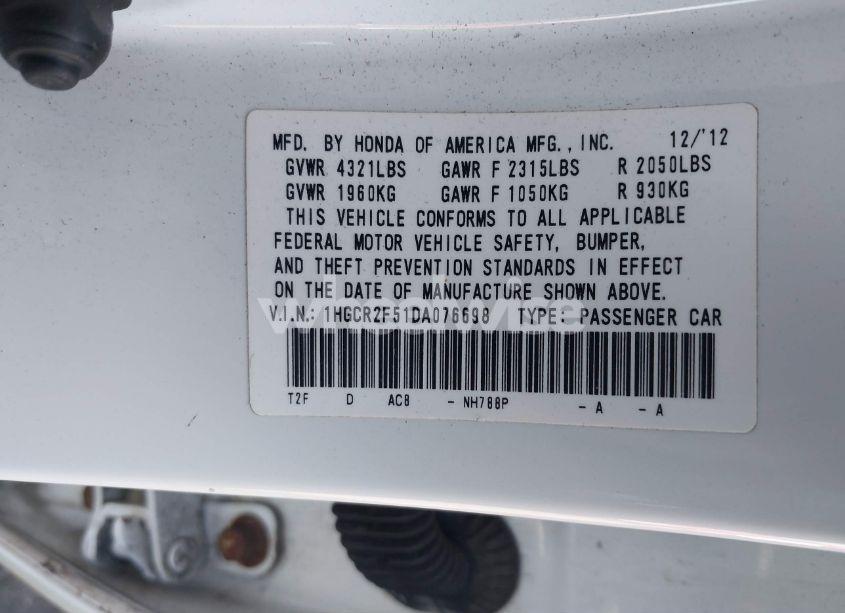 MFD. BY HONDA OF AMERICA MFG., INC. 12/'12
GVWR 4321LBS GAWR F 2315LBS R 2050LBS
GVWR 1960KG GAWR F 1050KG R 930KG
THIS VEHICLE CONFORMS TO ALL APPLICABLE
FEDERAL MOTOR VEHICLE SAFETY, BUMPER,
AND THEFT PREVENTION STANDARDS IN EFFECT
ON THE DATE OF MANUFACTURE SHOWN ABOVE.
wheelwise
V.I.N.: 1HGCR2F51DA076698 TYPE: PASSENGER CAR
T2F D AC8 - NH788P - A - A